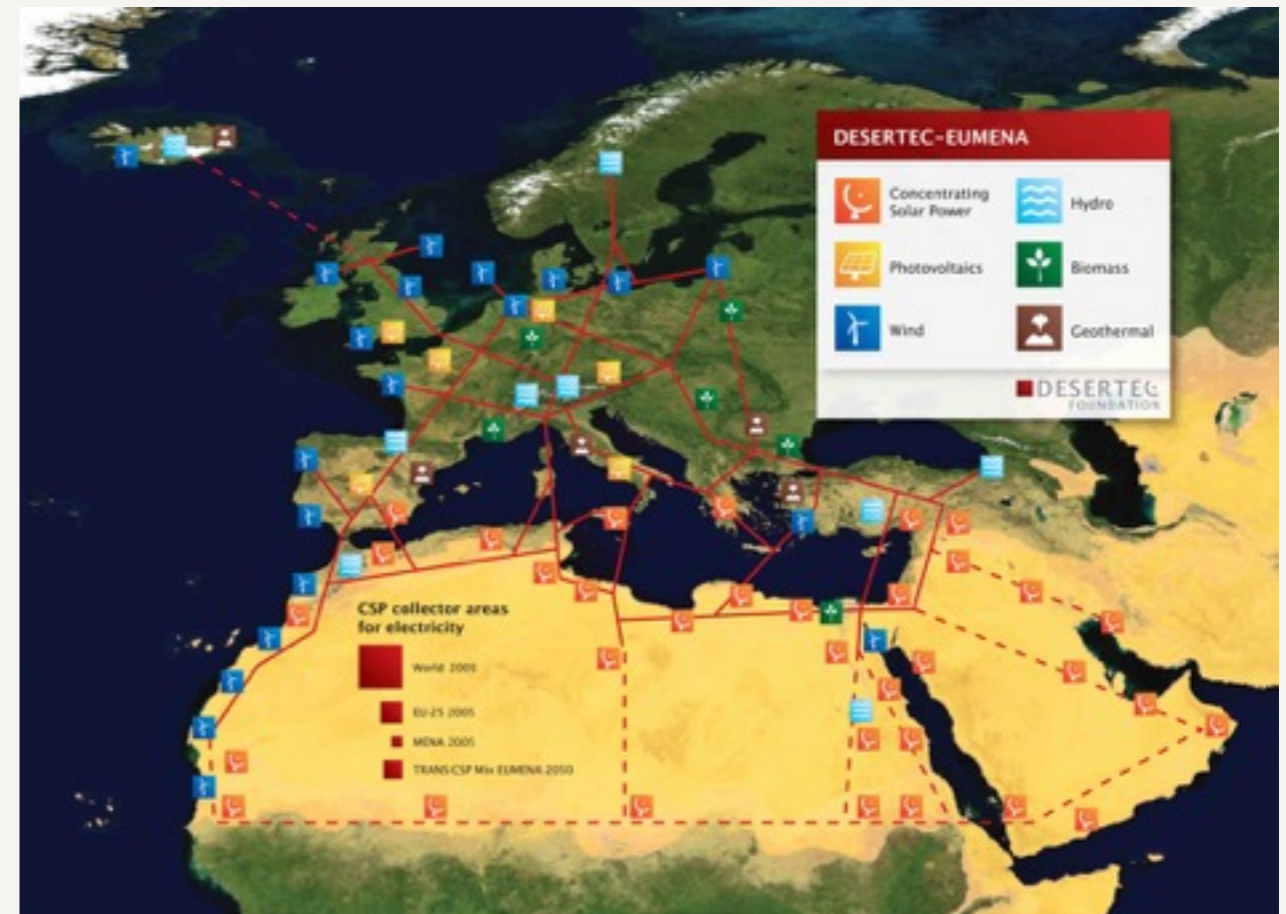 DESERTEC-EUMENA
Concentrating
Solar Power
Hydro
Photovoltaics
Biomass
Wind
Geothermal
DESERTEC
FOUNDATION
CSP collector areas
for electricity
World 2005
EU-25 2005
MENA 2005
TRANS-CSP Mix EUMENA 2050